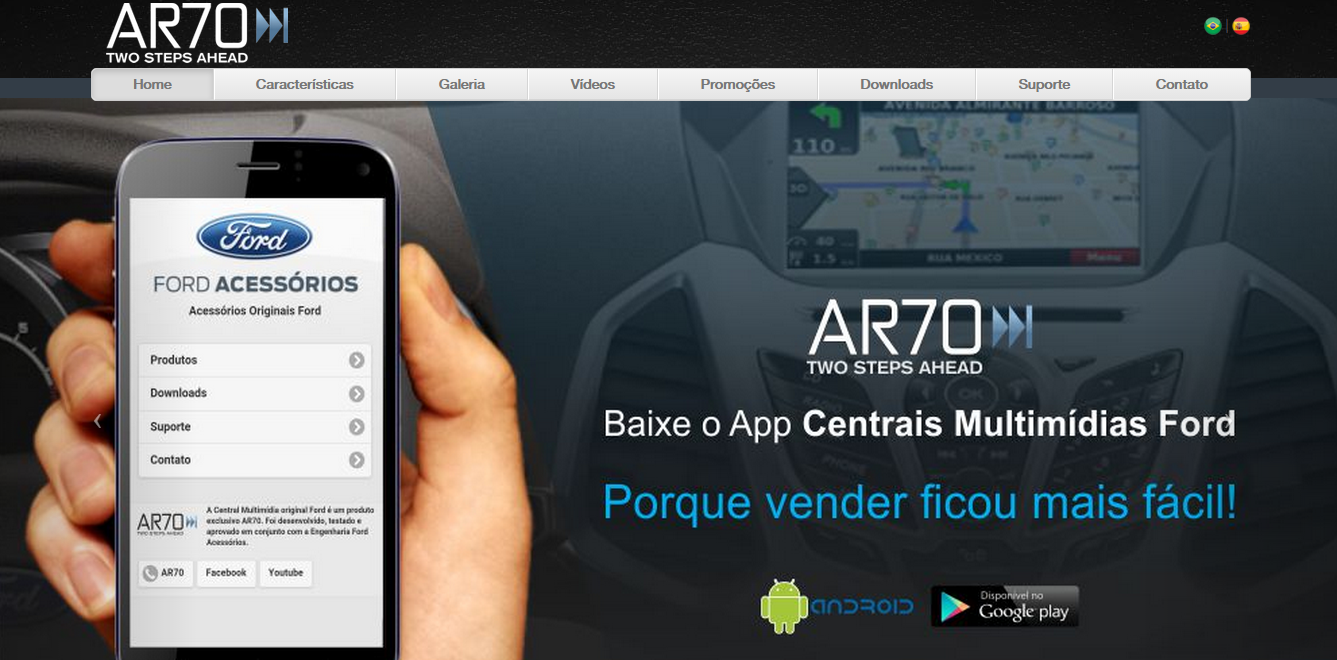 AR70
TWO STEPS AHEAD
Home
Características
Galeria
Vídeos
Promoções
Downloads
Suporte
Contato
AVENIDA ALMIRANTE BARROSO
110
30
40
1.5
RUA MEXICO
Menu
5
Ford
FORD ACESSÓRIOS
Acessórios Originais Ford
Produtos
Downloads
Suporte
Contato
AR70
TWO STEPS AHEAD
A Central Multimídia original Ford é um produto
exclusivo AR70. Foi desenvolvido, testado e
aprovado em conjunto com a Engenharia Ford
Acessórios.
AR70
Facebook
Youtube
AR70
TWO STEPS AHEAD
Baixe o App Centrais Multimídias Ford
Porque vender ficou mais fácil!
ANDROID
Disponível no
Google play